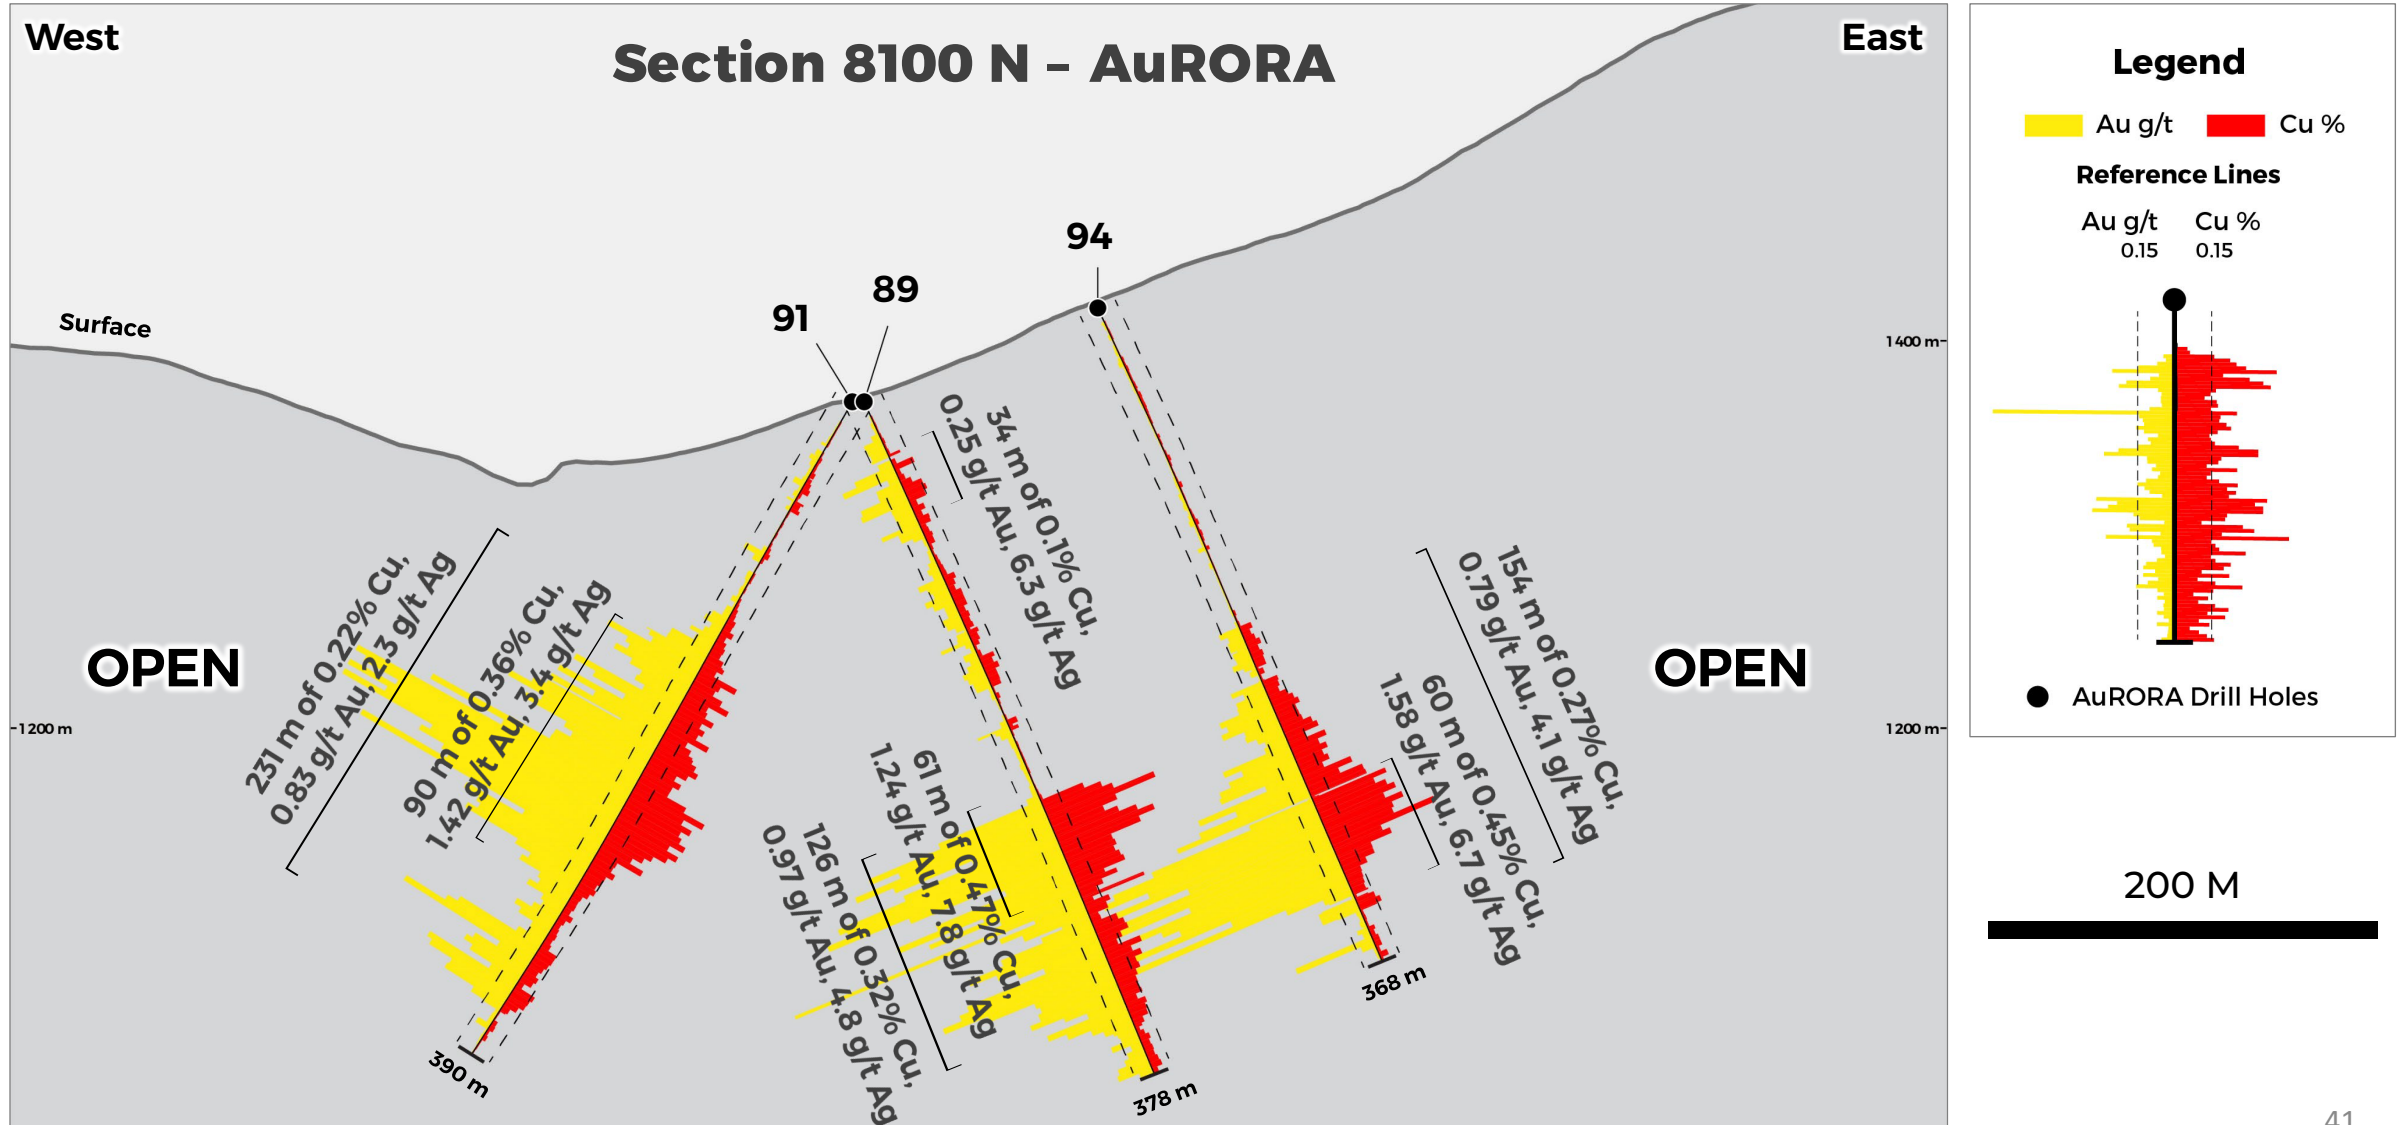 West
Section 8100 N – AuRORA
East
Surface
91
89
94
1400 m
1200 m
1200 m
OPEN
OPEN
231 m of 0.22% Cu,
0.83 g/t Au, 2.3 g/t Ag
90 m of 0.36% Cu,
1.42 g/t Au, 3.4 g/t Ag
34 m of 0.1% Cu,
0.25 g/t Au, 6.3 g/t Ag
61 m of 0.47% Cu,
1.24 g/t Au, 7.8 g/t Ag
126 m of 0.32% Cu,
0.97 g/t Au, 4.8 g/t Ag
154 m of 0.27% Cu,
0.79 g/t Au, 4.1 g/t Ag
60 m of 0.45% Cu,
1.58 g/t Au, 6.7 g/t Ag
390 m
378 m
368 m
Legend
Au g/t Cu %
Reference Lines
Au g/t Cu %
0.15 0.15
AuRORA Drill Holes
200 M
41